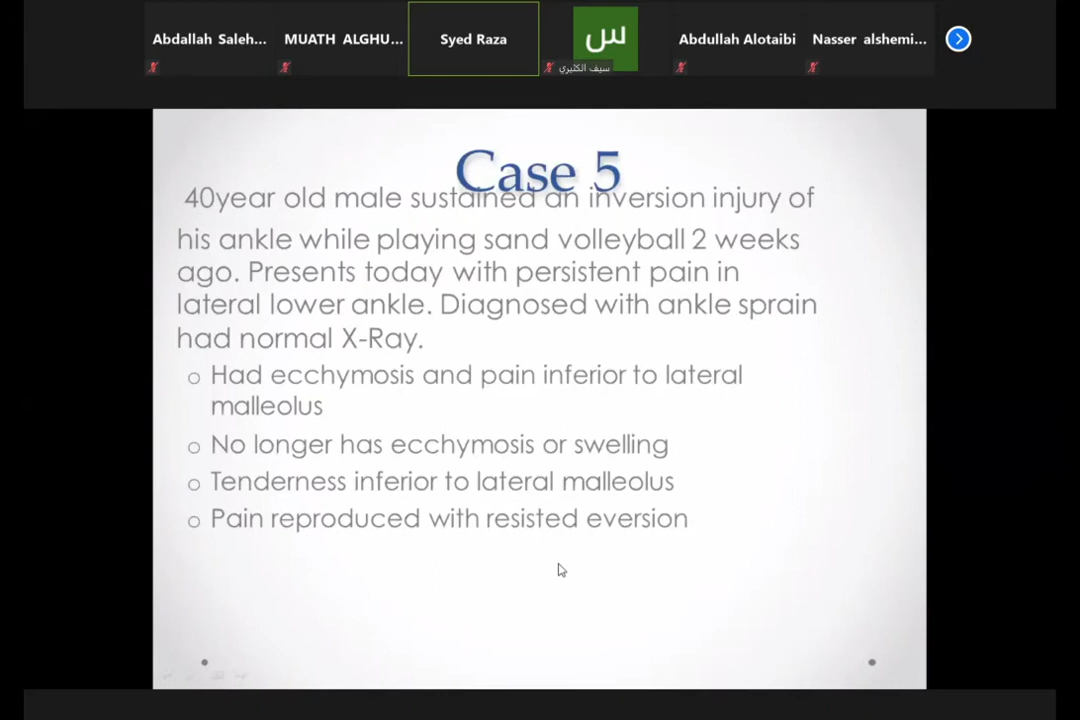 Abdallah Saleh...
MUATH ALGHU...
Syed Raza
س
سيف الكثيري
Abdullah Alotaibi
Nasser alshemi...
Case 5
40year old male sustained an inversion injury of
his ankle while playing sand volleyball 2 weeks
ago. Presents today with persistent pain in
lateral lower ankle. Diagnosed with ankle sprain
had normal X-Ray.
o Had ecchymosis and pain inferior to lateral
malleolus
o No longer has ecchymosis or swelling
o Tenderness inferior to lateral malleolus
o Pain reproduced with resisted eversion